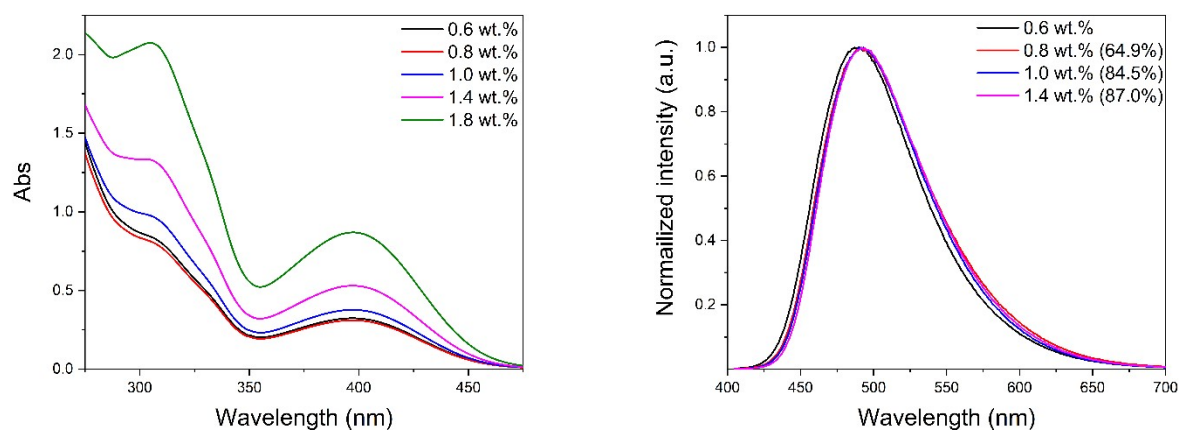 0.6 wt.%
0.8 wt.%
1.0 wt.%
1.4 wt.%
1.8 wt.%
2.0
1.5
1.0
0.5
0.0
Abs
300
350
400
450
Wavelength (nm)
0.6 wt.%
0.8 wt.% (64.9%)
1.0 wt.% (84.5%)
1.4 wt.% (87.0%)
1.0
0.8
0.6
0.4
0.2
Normailized intensity (a.u.)
400
450
500
550
600
650
700
Wavelength (nm)